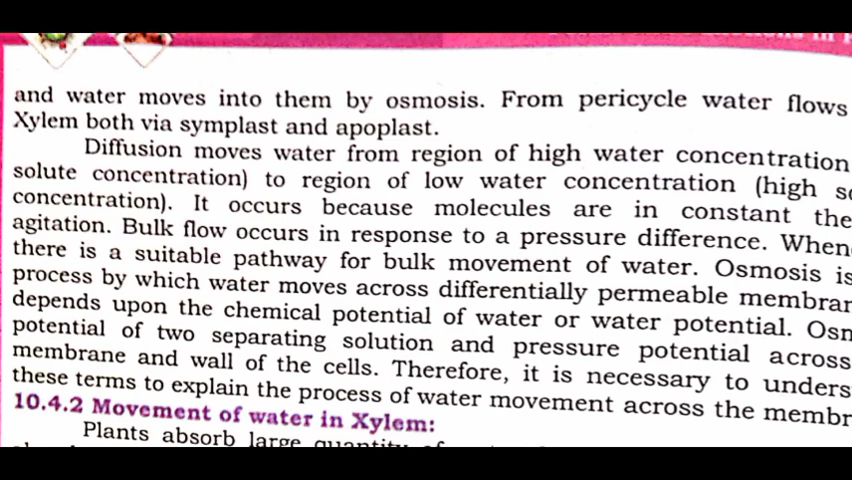 and water moves into them by osmosis. From pericycle water flows
Xylem both via symplast and apoplast.
Diffusion moves water from region of high water concentration
solute concentration) to region of low water concentration (high
concentration). It occurs because molecules are in constant
agitation. Bulk flow occurs in response to a pressure difference.
there is a suitable pathway for bulk movement of water. Osmosis is
process by which water moves across differentially permeable
depends upon the chemical potential of water or water potential.
potential of two separating solution and pressure potential across
membrane and wall of the cells. Therefore, it is necessary to
these terms to explain the process of water movement across the
10.4.2 Movement of water in Xylem:
Plants absorb large quantity of